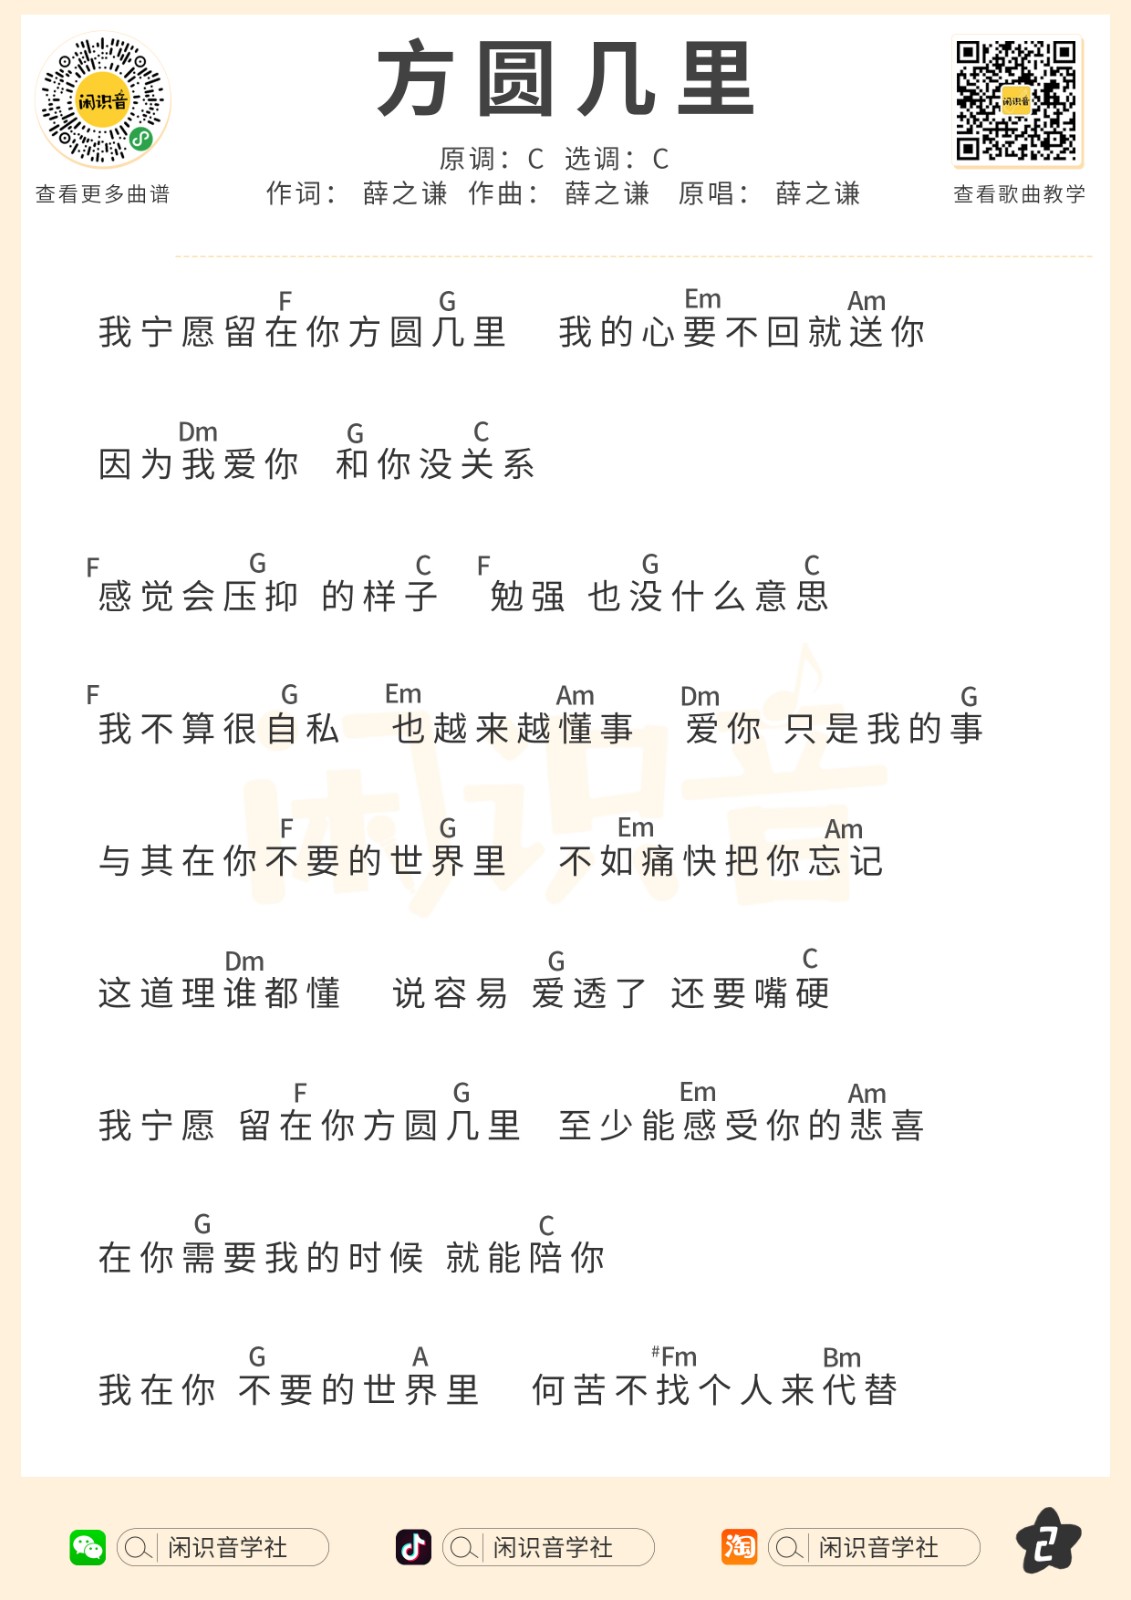 方圆几里
原调：C 选调：C
作词： 薛之谦 作曲： 薛之谦 原唱： 薛之谦
闲识音
查看更多曲谱
闲识音
查看歌曲教学
F G Em Am
我宁愿留在你方圆几里 我的心要不回就送你
Dm G C
因为我爱你 和你没关系
F G C F G C
感觉会压抑 的样子 勉强 也没什么意思
F G Em Am Dm G
我不算很自私 也越来越懂事 爱你 只是我的事
闲识音
F G Em Am
与其在你不要的世界里 不如痛快把你忘记
Dm G C
这道理谁都懂 说容易 爱透了 还要嘴硬
F G Em Am
我宁愿 留在你方圆几里 至少能感受你的悲喜
G C
在你需要我的时候 就能陪你
G A #Fm Bm
我在你 不要的世界里 何苦不找个人来代替
闲识音学社 闲识音学社 淘 闲识音学社 2